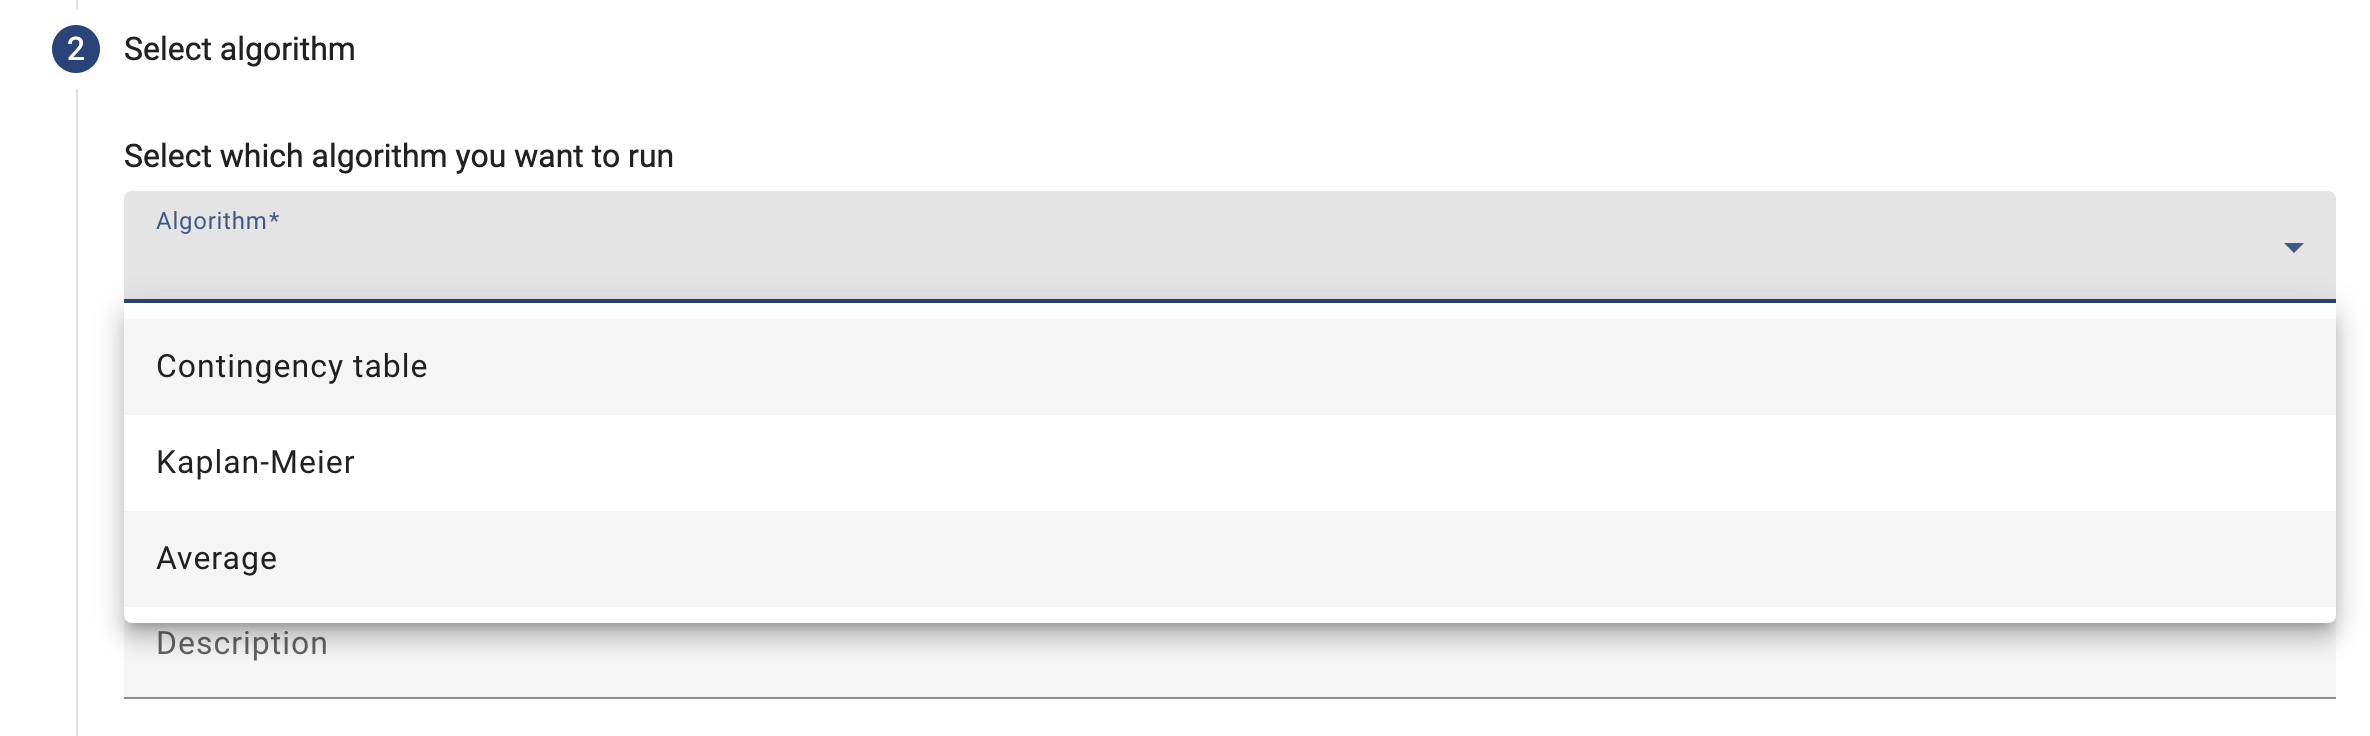 2 Select algorithm
Select which algorithm you want to run
Algorithm*
Contingency table
Kaplan-Meier
Average
Description